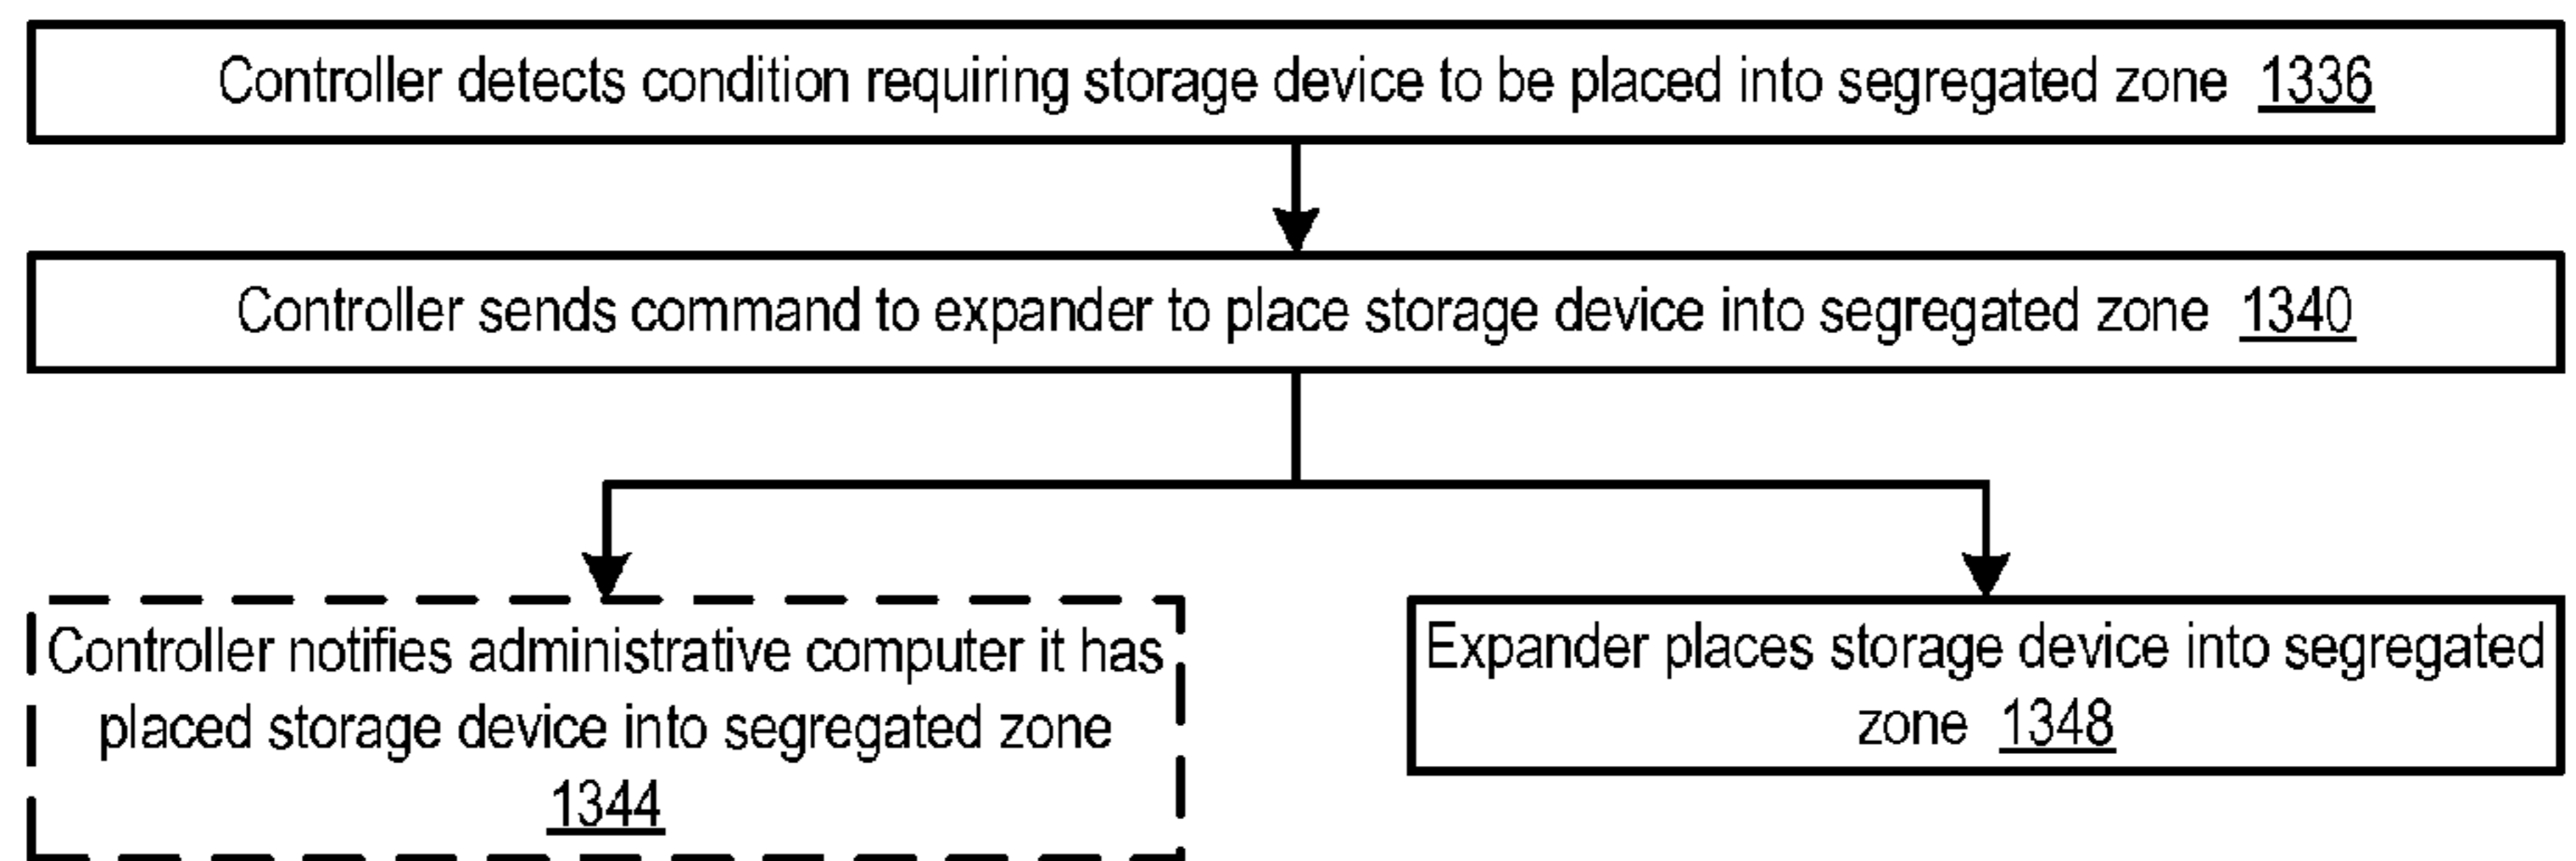 Controller detects condition requiring storage device to be placed into segregated zone 1336
Controller sends command to expander to place storage device into segregated zone 1340
Controller notifies administrative computer it has
placed storage device into segregated zone
1344
Expander places storage device into segregated
zone 1348